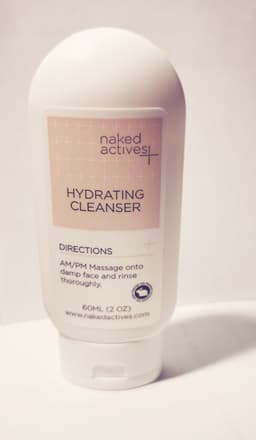 naked
actives+
HYDRATING
CLEANSER
DIRECTIONS
AM/PM Massage onto
damp face and rinse
thoroughly.
60ML (2 OZ)
www.nakedactives.com